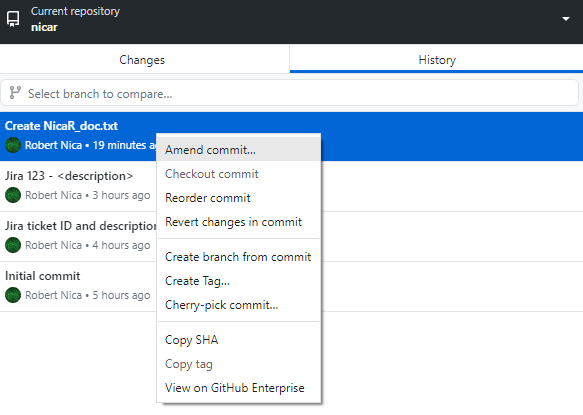 Current repository
nicar
Changes
History
Select branch to compare...
Create NicaR_doc.txt
Robert Nica • 19 minutes
Jira 123 - <description>
Robert Nica • 3 hours ago
Jira ticket ID and description
Robert Nica • 4 hours ago
Initial commit
Robert Nica • 5 hours ago
Amend commit...
Checkout commit
Reorder commit
Revert changes in commit
Create branch from commit
Create Tag...
Cherry-pick commit...
Copy SHA
Copy tag
View on GitHub Enterprise